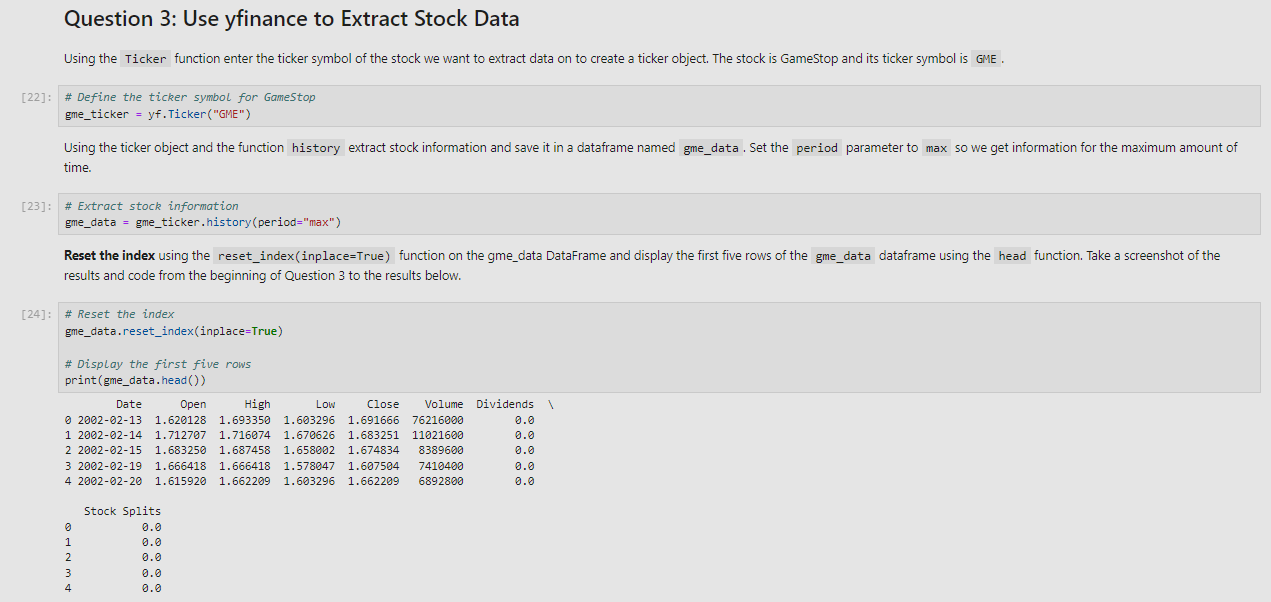 Question 3: Use yfinance to Extract Stock Data
Using the Ticker function enter the ticker symbol of the stock we want to extract data on to create a ticker object. The stock is GameStop and its ticker symbol is GME .
[22]: # Define the ticker symbol for GameStop
gme_ticker = yf.Ticker("GME")
Using the ticker object and the function history extract stock information and save it in a dataframe named gme_data . Set the period parameter to max so we get information for the maximum amount of
time.
[23]: # Extract stock information
gme_data = gme_ticker.history(period="max")
Reset the index using the reset_index(inplace=True) function on the gme_data DataFrame and display the first five rows of the gme_data dataframe using the head function. Take a screenshot of the
results and code from the beginning of Question 3 to the results below.
[24]: # Reset the index
gme_data.reset_index(inplace=True)
# Display the first five rows
print(gme_data.head())
Date Open High Low Close Volume Dividends \
0 2002-02-13 1.620128 1.693350 1.603296 1.691666 76216000 0.0
1 2002-02-14 1.712707 1.716074 1.670626 1.683251 11021600 0.0
2 2002-02-15 1.683250 1.687458 1.658002 1.674834 8389600 0.0
3 2002-02-19 1.666418 1.666418 1.578047 1.607504 7410400 0.0
4 2002-02-20 1.615920 1.662209 1.603296 1.662209 6892800 0.0
Stock Splits
0 0.0
1 0.0
2 0.0
3 0.0
4 0.0